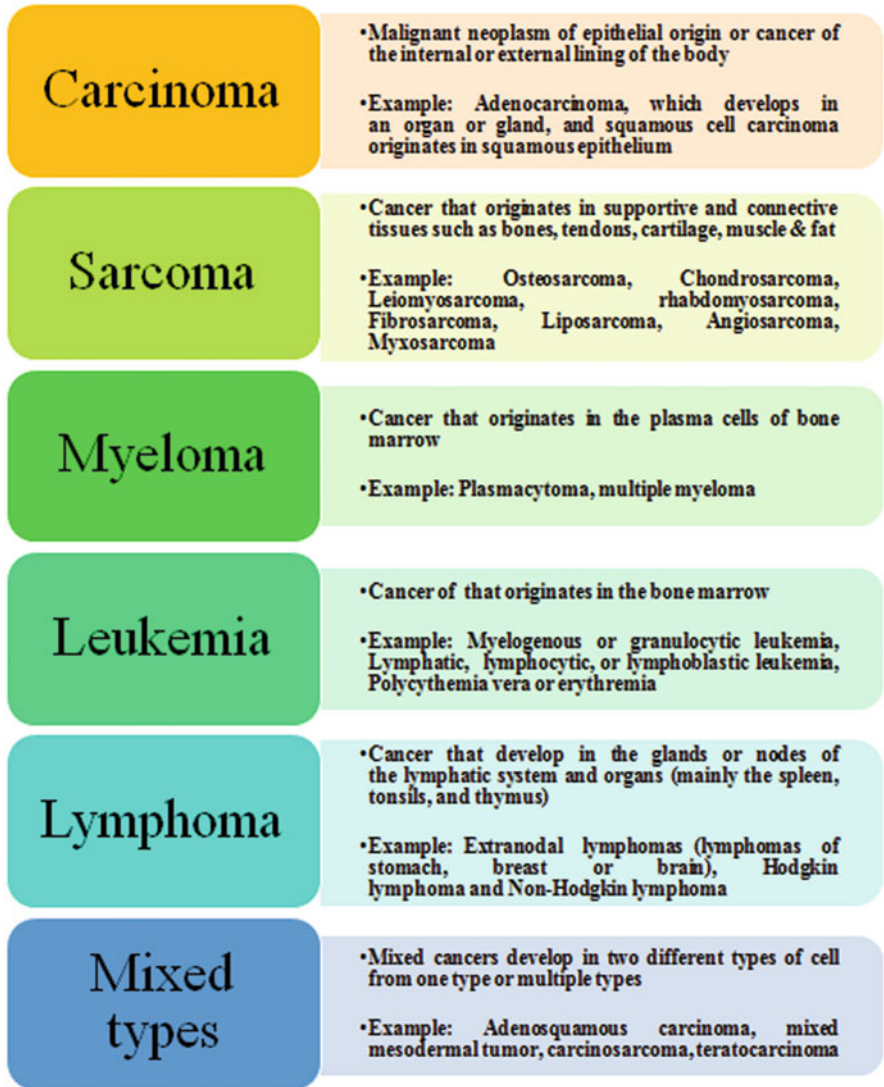 Carcinoma
•Malignant neoplasm of epithelial origin or cancer of
the internal or external lining of the body
•Example: Adenocarcinoma, which develops in
an organ or gland, and squamous cell carcinoma
originates in squamous epithelium
Sarcoma
•Cancer that originates in supportive and connective
tissues such as bones, tendons, cartilage, muscle & fat
•Example: Osteosarcoma, Chondrosarcoma,
Leiomyosarcoma, rhabdomyosarcoma,
Fibrosarcoma, Liposarcoma, Angiosarcoma,
Myxosarcoma
Myeloma
•Cancer that originates in the plasma cells of bone
marrow
•Example: Plasmacytoma, multiple myeloma
Leukemia
•Cancer of that originates in the bone marrow
•Example: Myelogenous or granulocytic leukemia,
Lymphatic, lymphocytic, or lymphoblastic leukemia,
Polycythemia vera or erythremia
Lymphoma
•Cancer that develop in the glands or nodes of
the lymphatic system and organs (mainly the spleen,
tonsils, and thymus)
•Example: Extranodal lymphomas (lymphomas of
stomach, breast or brain), Hodgkin
lymphoma and Non-Hodgkin lymphoma
Mixed
types
•Mixed cancers develop in two different types of cell
from one type or multiple types
•Example: Adenosquamous carcinoma, mixed
mesodermal tumor, carcinosarcoma, teratocarcinoma